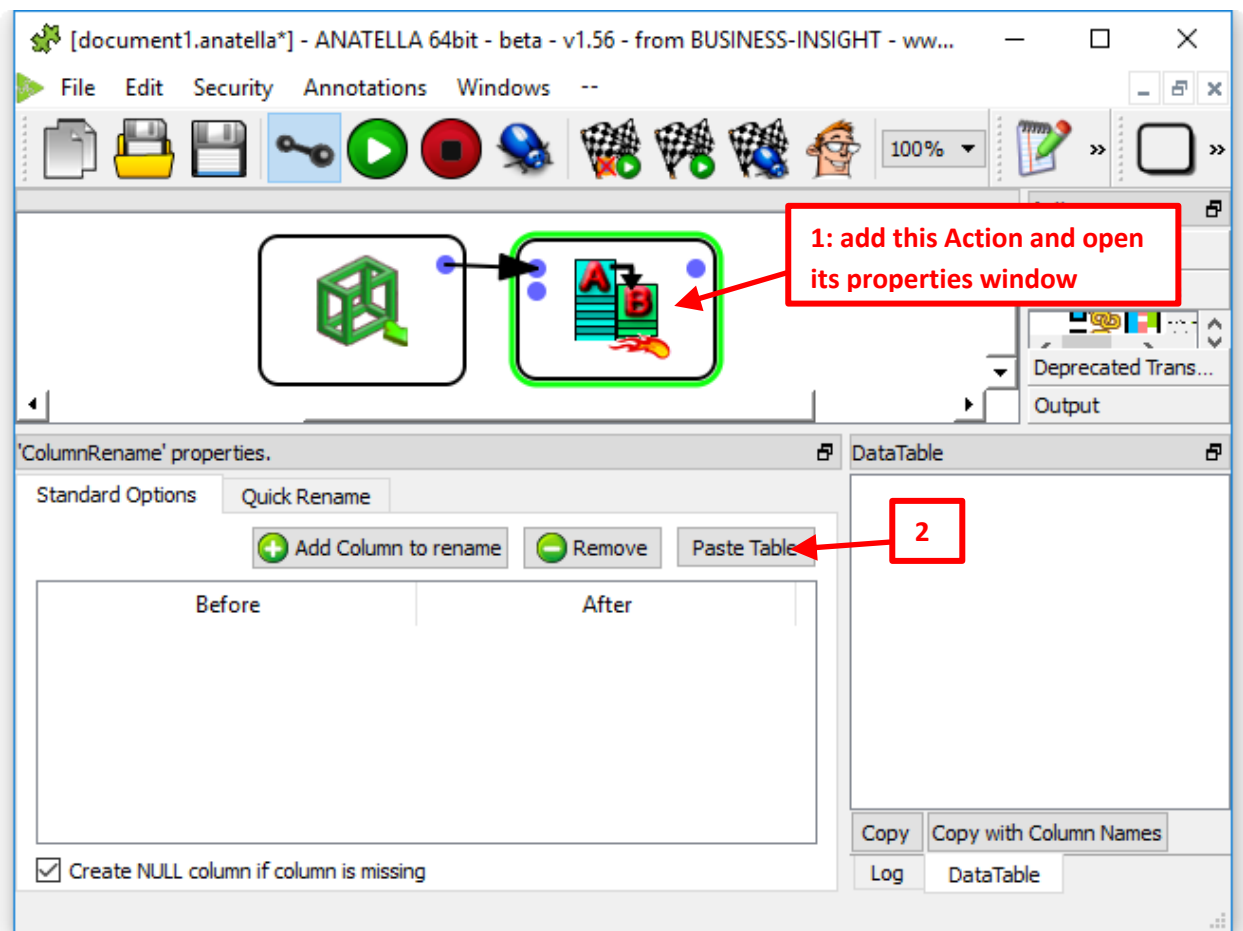 [document1.anatella*] - ANATELLA 64bit - beta - v1.56 - from BUSINESS-INSIGHT - ww...
File Edit Security Annotations Windows --
100%
1: add this Action and open
its properties window
A
B
Deprecated Trans...
Output
'ColumnRename' properties.
DataTable
Standard Options Quick Rename
Add Column to rename Remove Paste Table
2
Before After
Copy Copy with Column Names
Create NULL column if column is missing
Log DataTable